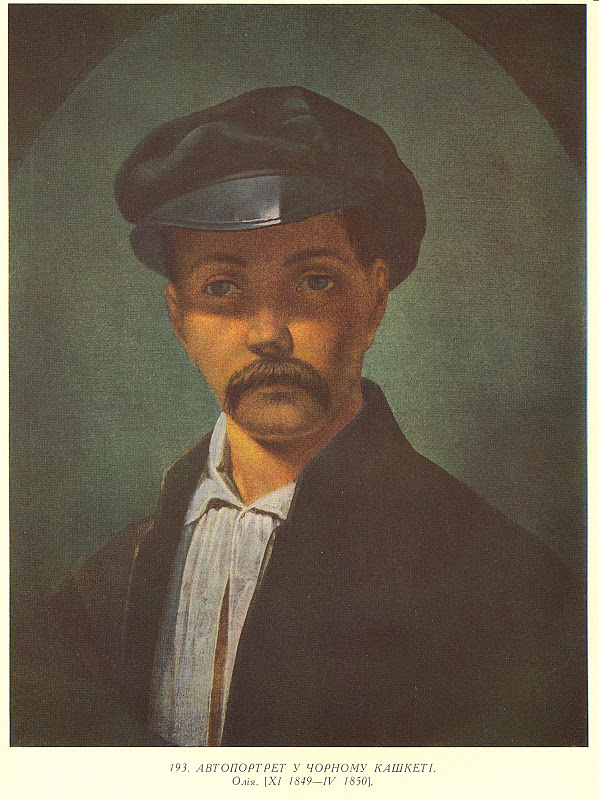 193. АВТОПОРТРЕТ У ЧОРНОМУ КАШКЕТІ.
Олія. [XI 1849—IV 1850].